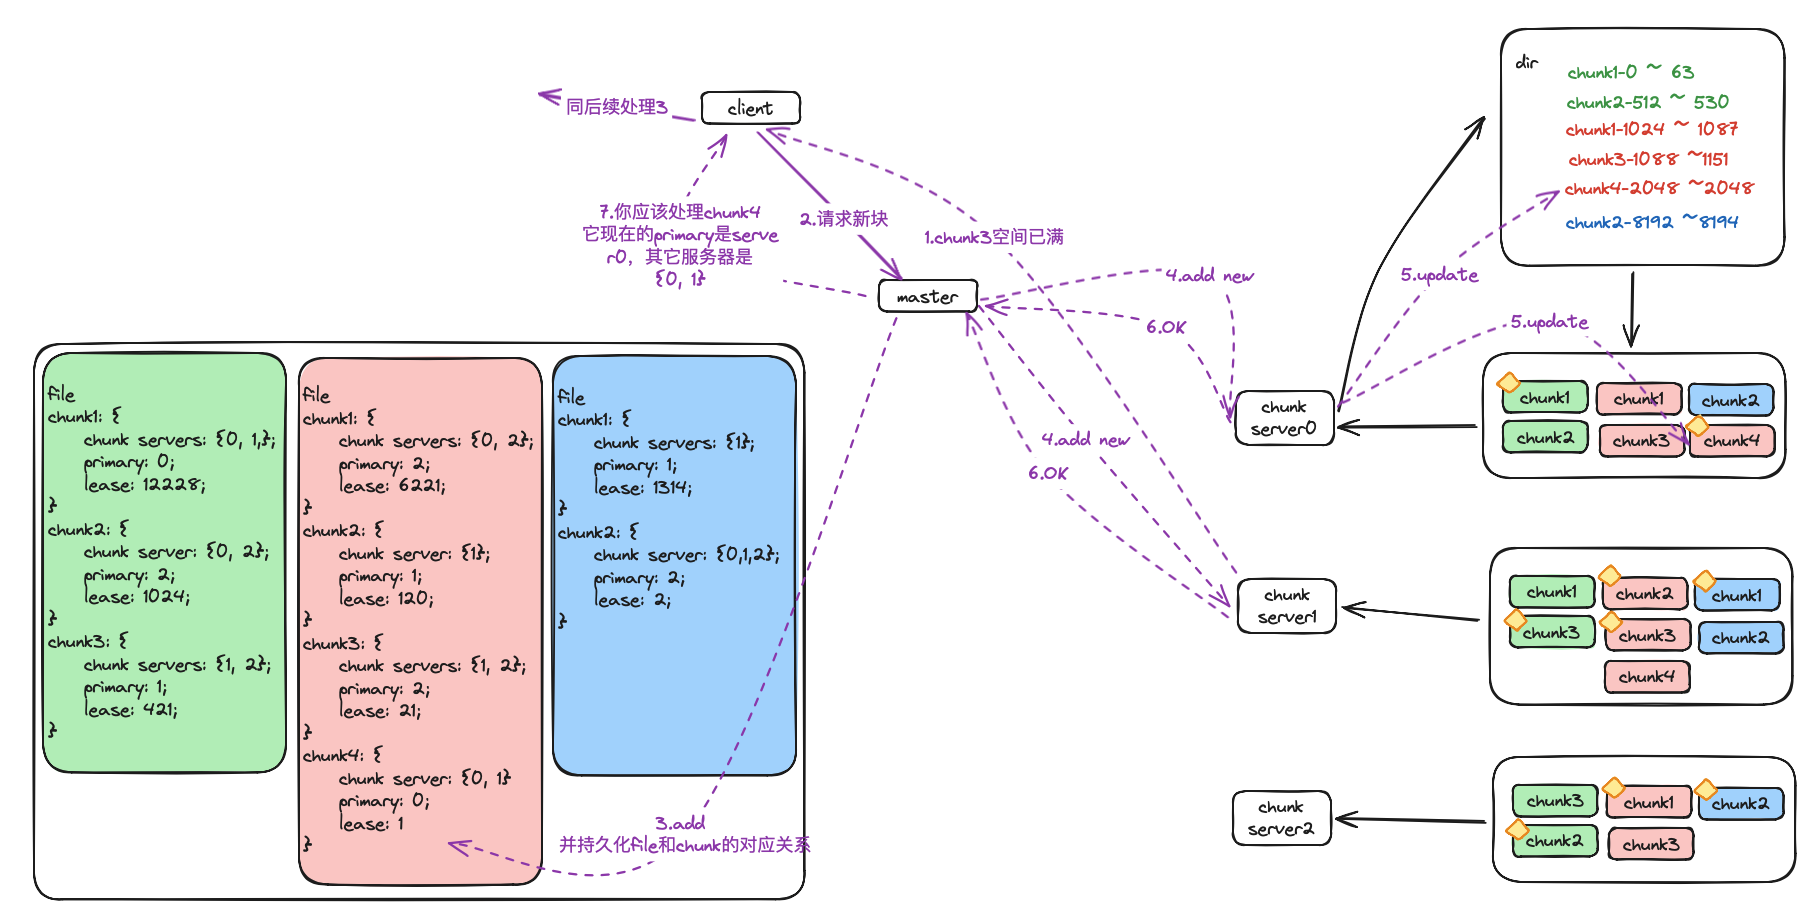 同后续处理3
client
7.你应该处理chunk4
它现在的primary是serve
r0，其它服务器是
{0, 1}
2.请求新块
1.chunk3空间已满
master
4.add new
6.OK
4.add new
6.OK
5.update
5.update
3.add
并持久化file和chunk的对应关系
file
chunk1: {
chunk servers: {0, 1,};
primary: 0;
lease: 12228;
}
chunk2: {
chunk server: {0, 2};
primary: 2;
lease: 1024;
}
chunk3: {
chunk servers: {1, 2};
primary: 1;
lease: 421;
}
file
chunk1: {
chunk servers: {0, 2};
primary: 2;
lease: 6221;
}
chunk2: {
chunk server: {1};
primary: 1;
lease: 120;
}
chunk3: {
chunk servers: {1, 2};
primary: 2;
lease: 21;
}
chunk4: {
chunk server: {0, 1}
primary: 0;
lease: 1
}
file
chunk1: {
chunk servers: {1};
primary: 1;
lease: 1314;
}
chunk2: {
chunk server: {0,1,2};
primary: 2;
lease: 2;
}
chunk
server0
chunk
server1
chunk
server2
dir
chunk1-0 ~ 63
chunk2-512 ~ 530
chunk1-1024 ~ 1087
chunk3-1088 ~1151
chunk4-2048 ~2048
chunk2-8192 ~8194
chunk1
chunk1
chunk2
chunk2
chunk3
chunk4
chunk1
chunk2
chunk1
chunk3
chunk3
chunk2
chunk4
chunk3
chunk1
chunk2
chunk2
chunk3